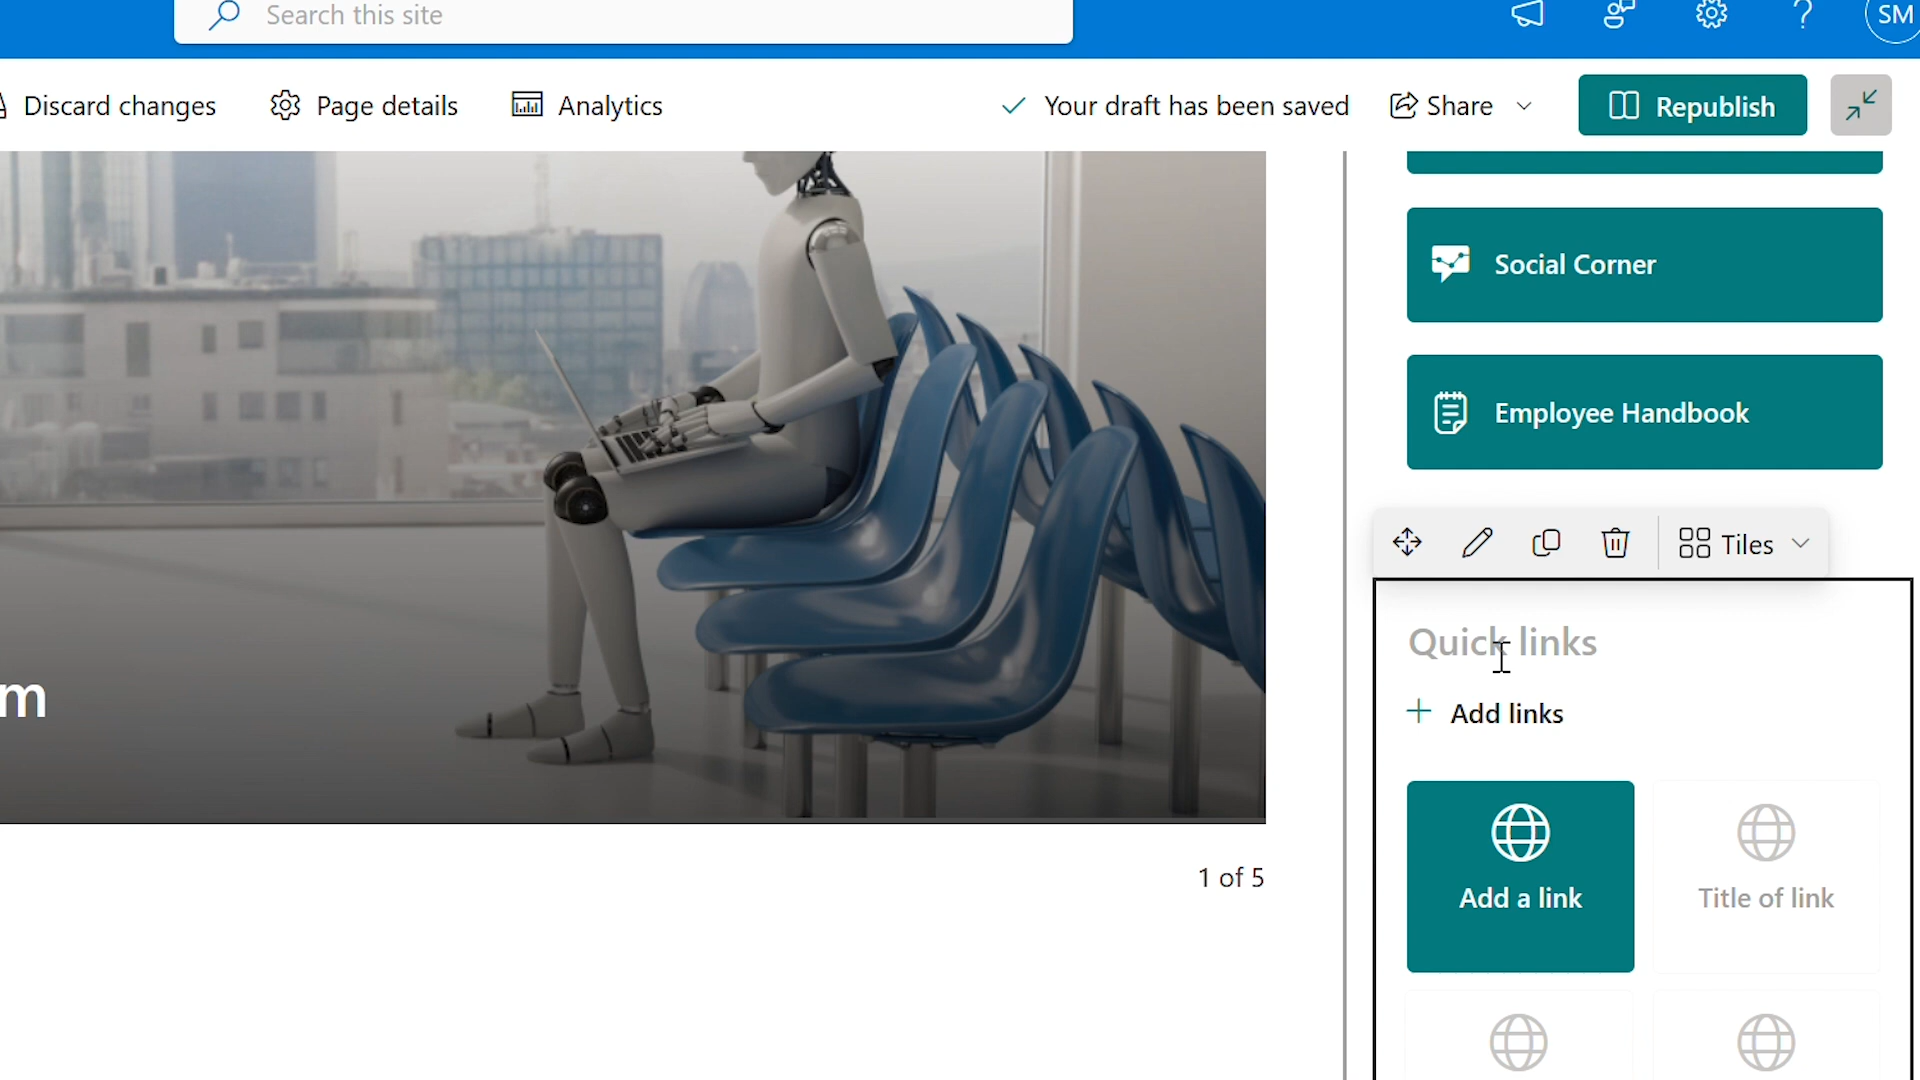 Search this site
SM
Discard changes
Page details
Analytics
Your draft has been saved
Share
Republish
Social Corner
Employee Handbook
Tiles
Quick links
Add links
m
Add a link
Title of link
1 of 5